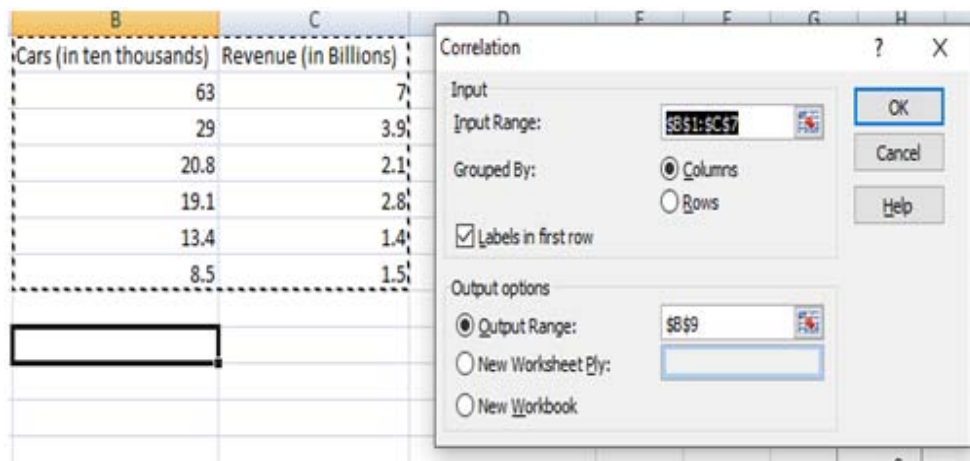 B C D E F G H
Cars (in ten thousands) Revenue (in Billions)
63 7
29 3.9
20.8 2.1
19.1 2.8
13.4 1.4
8.5 1.5
Correlation ? X
Input
Input Range: $B$1:$C$7
Grouped By: Columns
Rows
Labels in first row
Output options
Output Range: $B$9
New Worksheet Ply:
New Workbook
OK
Cancel
Help